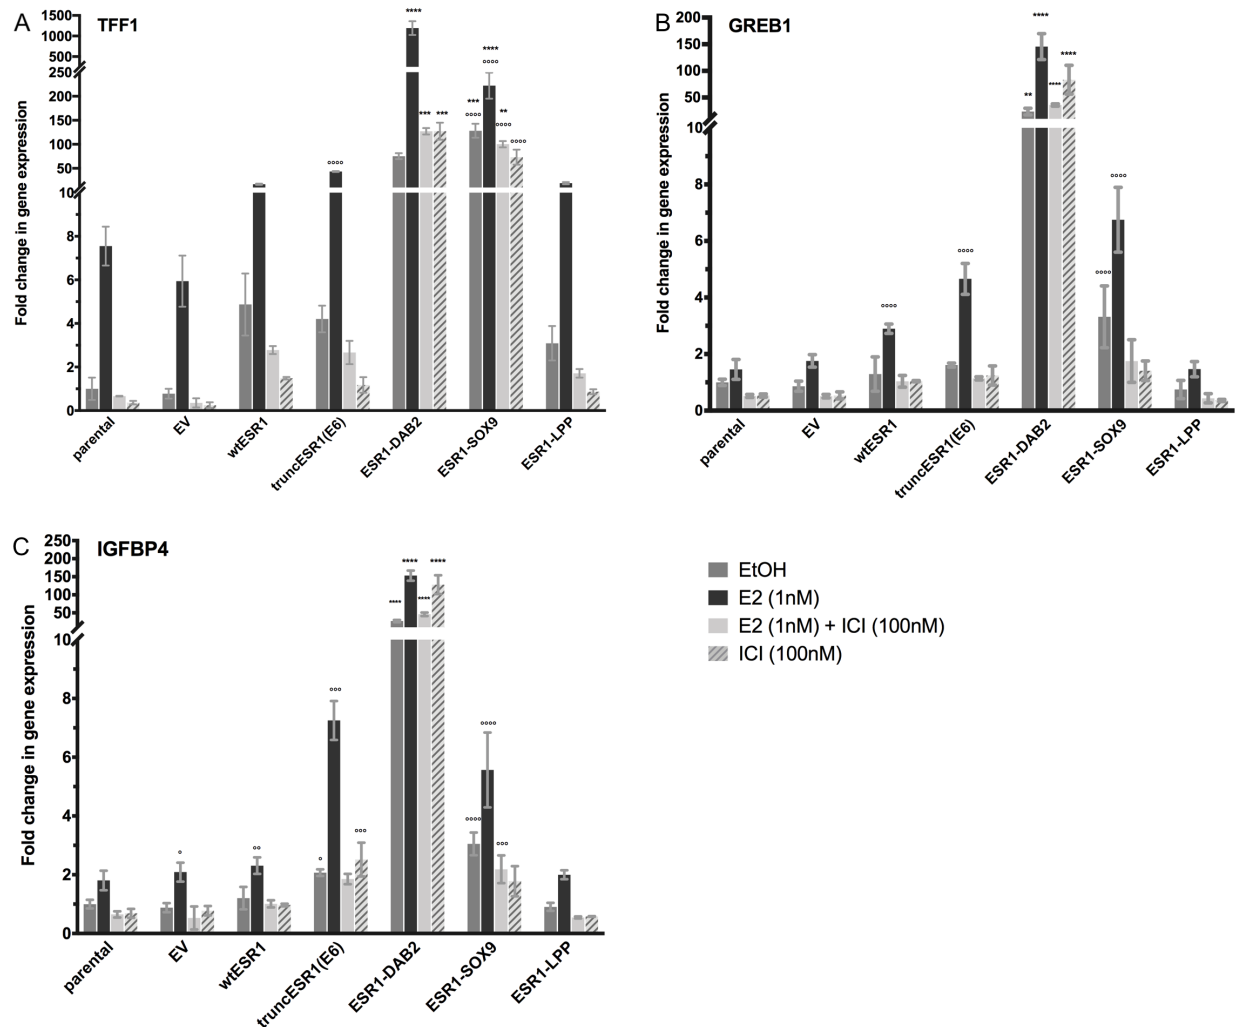 A
TFF1
Fold change in gene expression
1500
1000
500
250
200
150
100
50
10
8
6
4
2
0
****
°°°°
***
***
***
°°°°
****
°°°°
**
°°°°
°°°°
parental
EV
wtESR1
truncESR1(E6)
ESR1-DAB2
ESR1-SOX9
ESR1-LPP
B
GREB1
Fold change in gene expression
200
150
100
50
10
8
6
4
2
0
°°°°
°°°°
**
****
****
****
°°°°
°°°°
parental
EV
wtESR1
truncESR1(E6)
ESR1-DAB2
ESR1-SOX9
ESR1-LPP
C
IGFBP4
Fold change in gene expression
250
200
150
100
50
10
8
6
4
2
0
°
°°
°
°°°
°°°
****
****
****
****
°°°°
°°°°
°°°
parental
EV
wtESR1
truncESR1(E6)
ESR1-DAB2
ESR1-SOX9
ESR1-LPP
EtOH
E2 (1nM)
E2 (1nM) + ICI (100nM)
ICI (100nM)